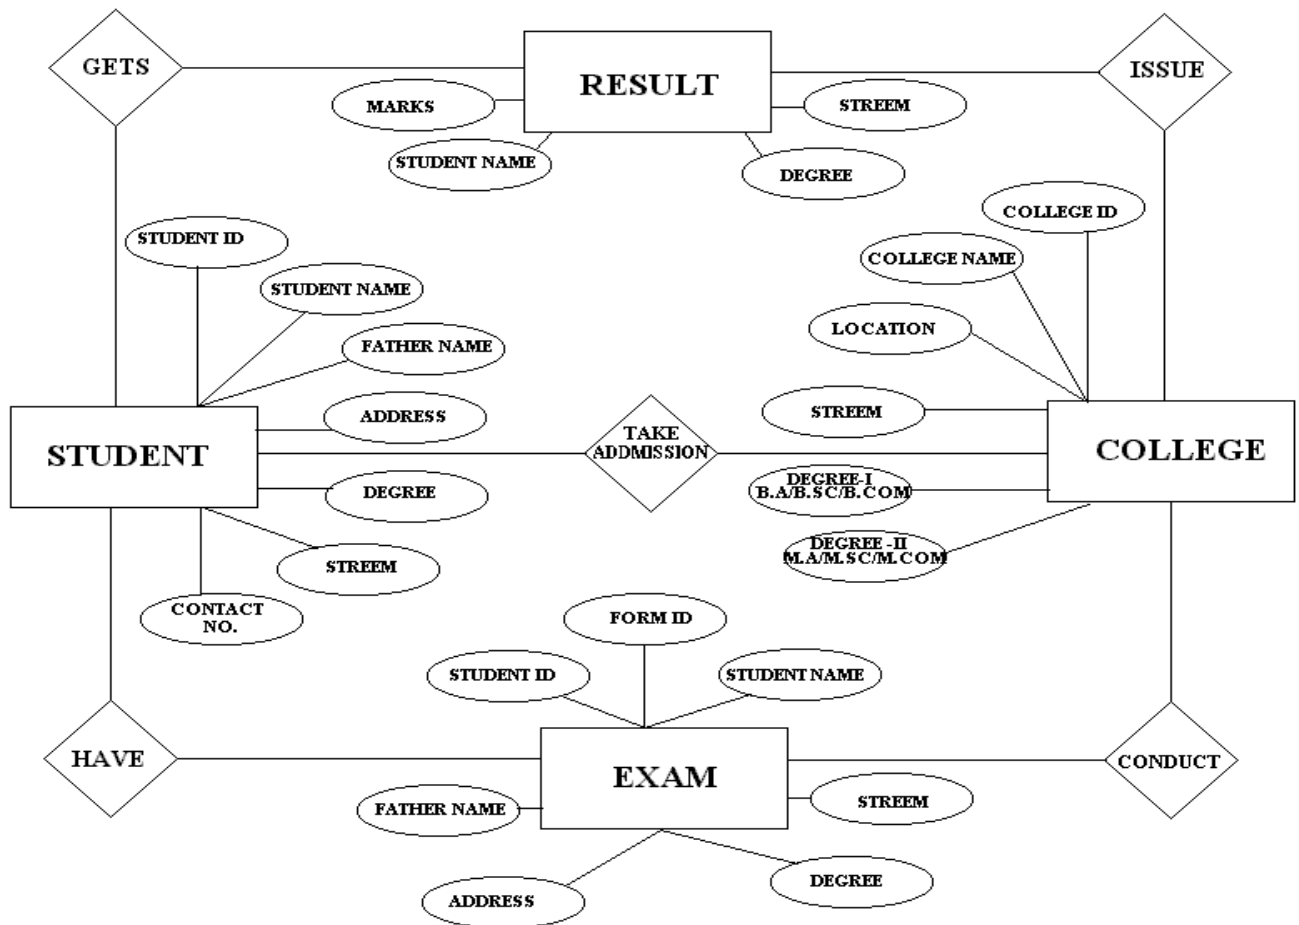 GETS
RESULT
ISSUE
MARKS
STREEM
STUDENT NAME
DEGREE
COLLEGE ID
STUDENT ID
COLLEGE NAME
STUDENT NAME
LOCATION
FATHER NAME
ADDRESS
STREEM
TAKE
ADDMISSION
STUDENT
COLLEGE
DEGREE
DEGREE-I
B.A/B.SC/B.COM
DEGREE -II
M.A/M.SC/M.COM
STREEM
CONTACT
NO.
FORM ID
STUDENT ID
STUDENT NAME
HAVE
EXAM
CONDUCT
FATHER NAME
STREEM
DEGREE
ADDRESS